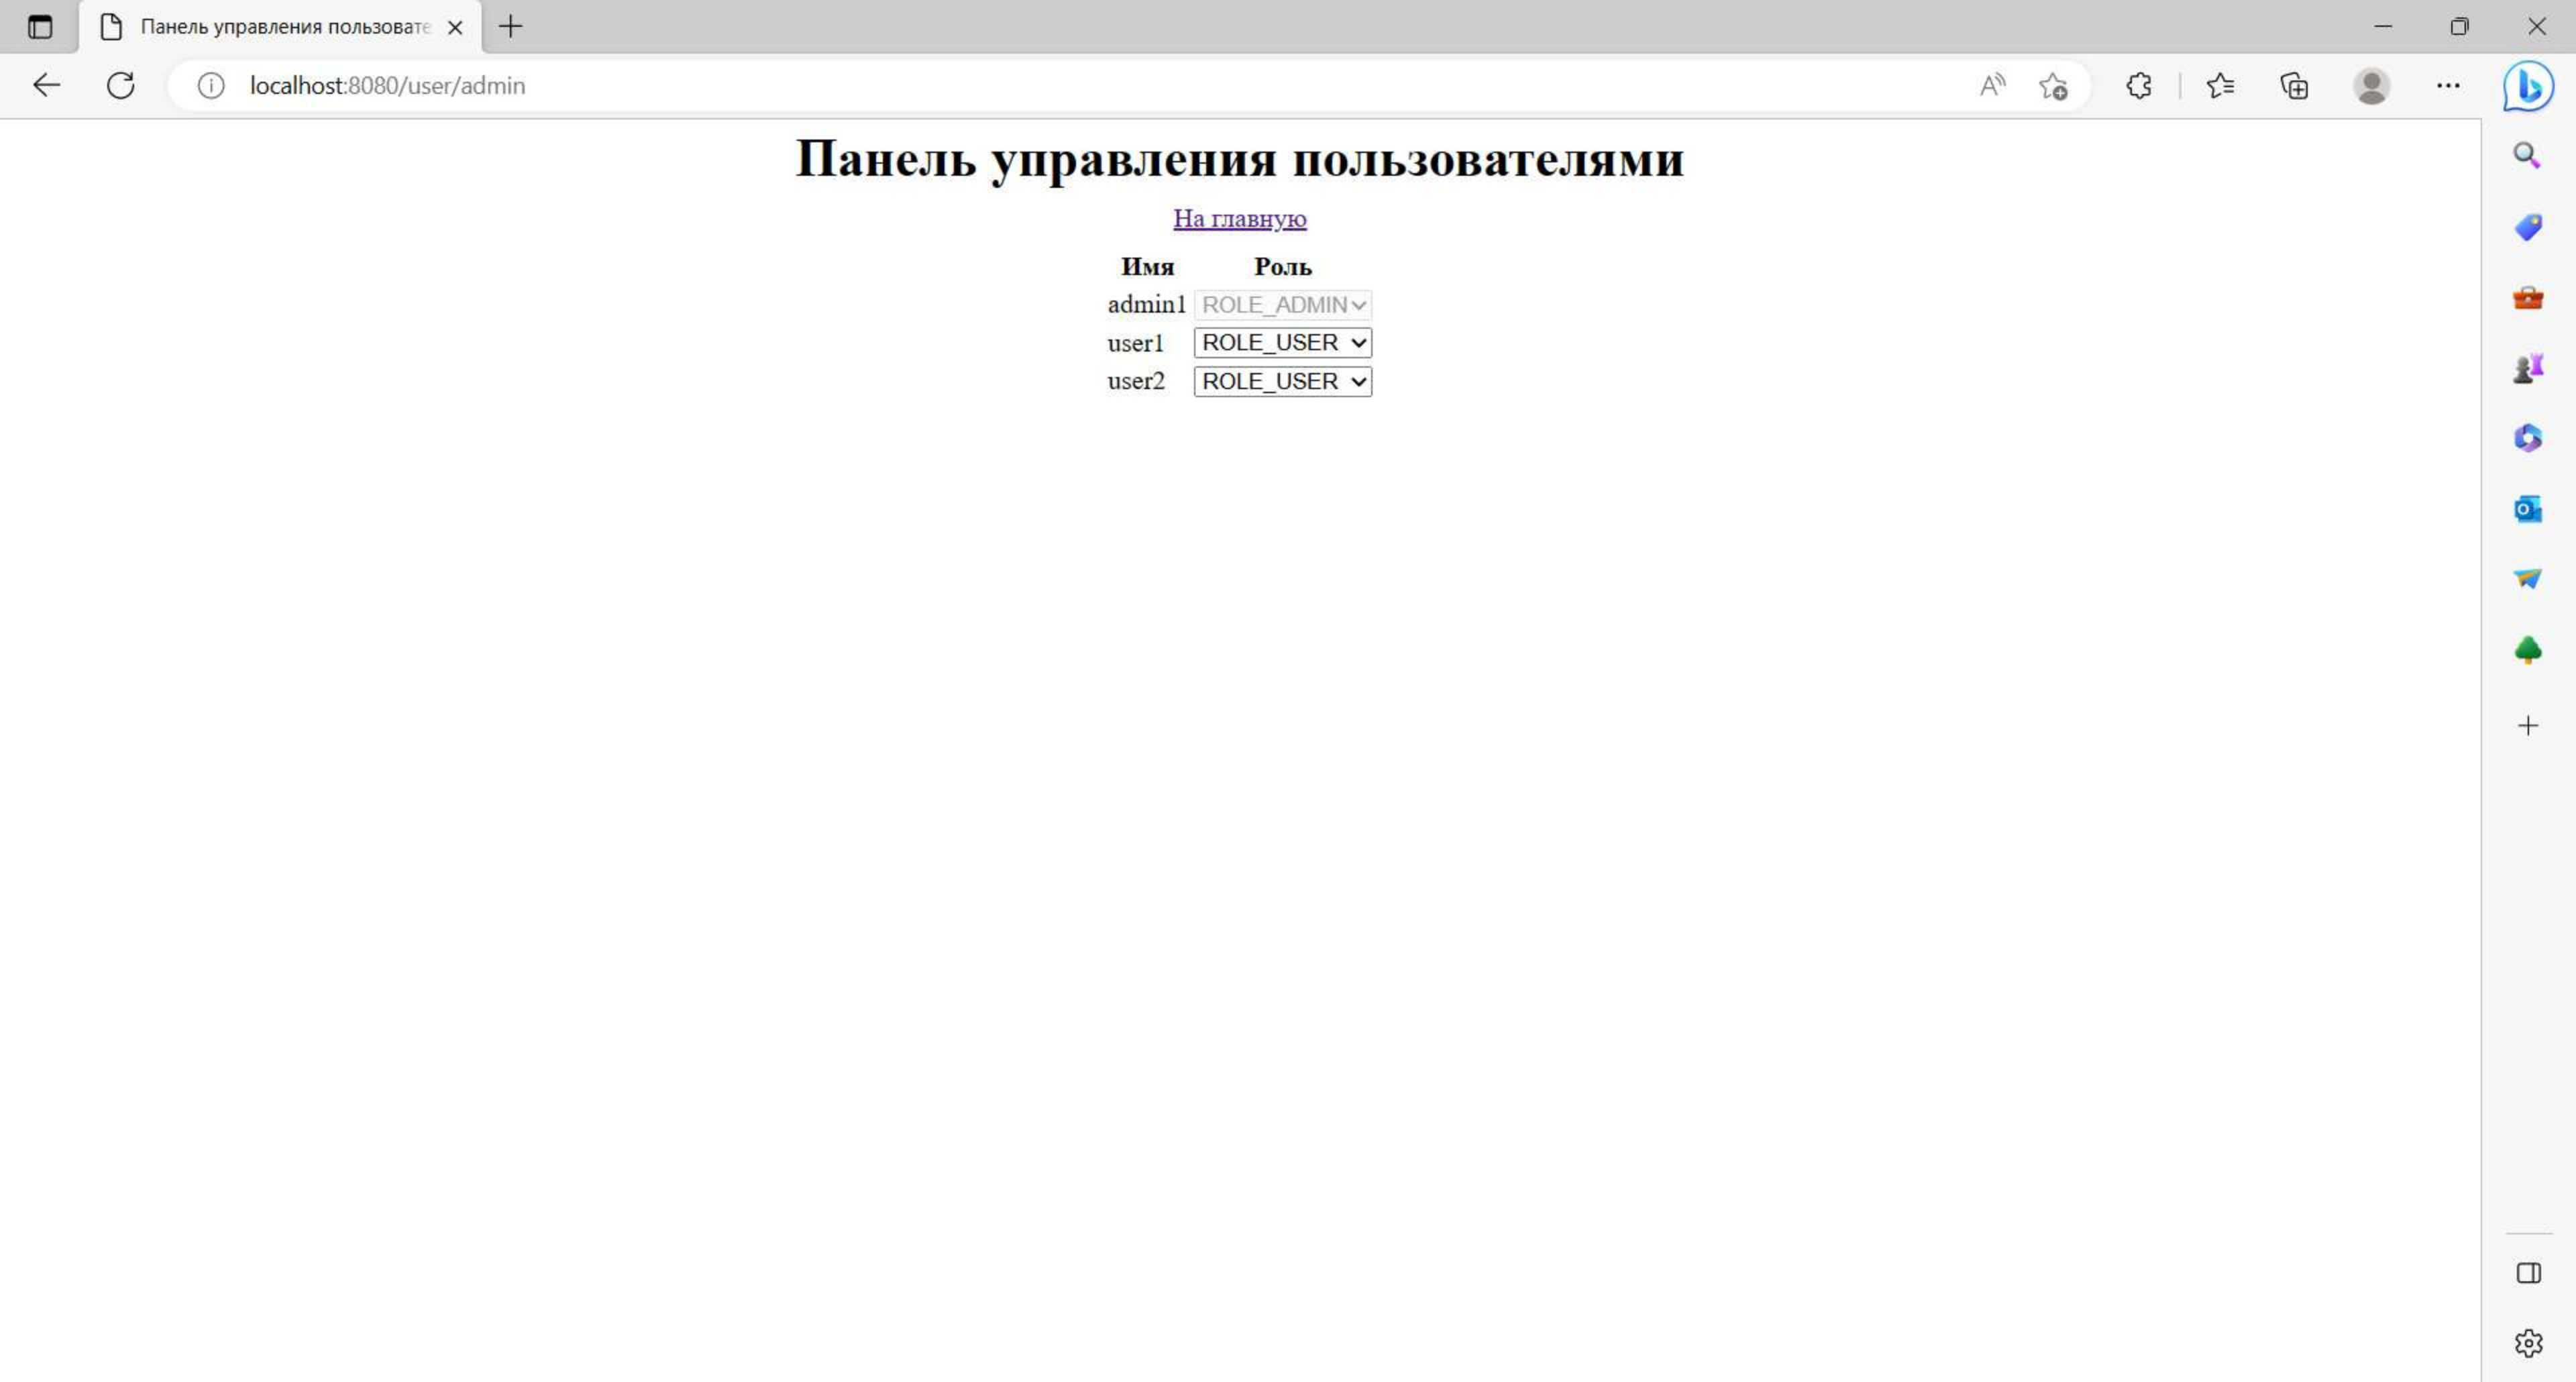 Панель управления пользовате
localhost:8080/user/admin
Панель управления пользователями
На главную
Имя Роль
admin1 ROLE_ADMIN
user1 ROLE_USER
user2 ROLE_USER